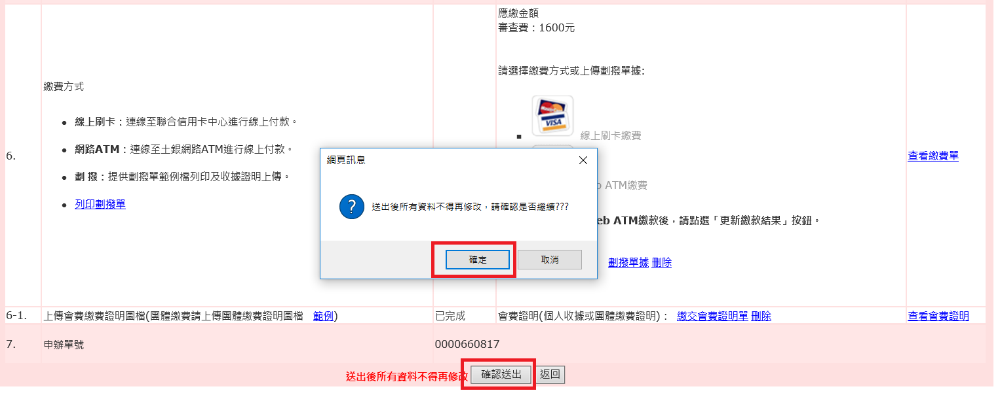 應繳金額
審查費：1600元
請選擇繳費方式或上傳劃撥單據:
VISA
線上刷卡繳費
ATM繳費
eb ATM繳款後，請點選「更新繳款結果」按鈕。
劃撥單據 刪除
6.
繳費方式
線上刷卡：連線至聯合信用卡中心進行線上付款。
網路ATM：連線至土銀網路ATM進行線上付款。
劃 撥：提供劃撥單範例檔列印及收據證明上傳。
列印劃撥單
查看繳費單
網頁訊息
送出後所有資料不得再修改，請確認是否繼續???
確定
取消
6-1.
上傳會費繳費證明圖檔(團體繳費請上傳團體繳費證明圖檔 範例)
已完成
會費證明(個人收據或團體繳費證明)： 繳交會費證明單 刪除
查看會費證明
7.
申辦單號
0000660817
送出後所有資料不得再修改
確認送出
返回